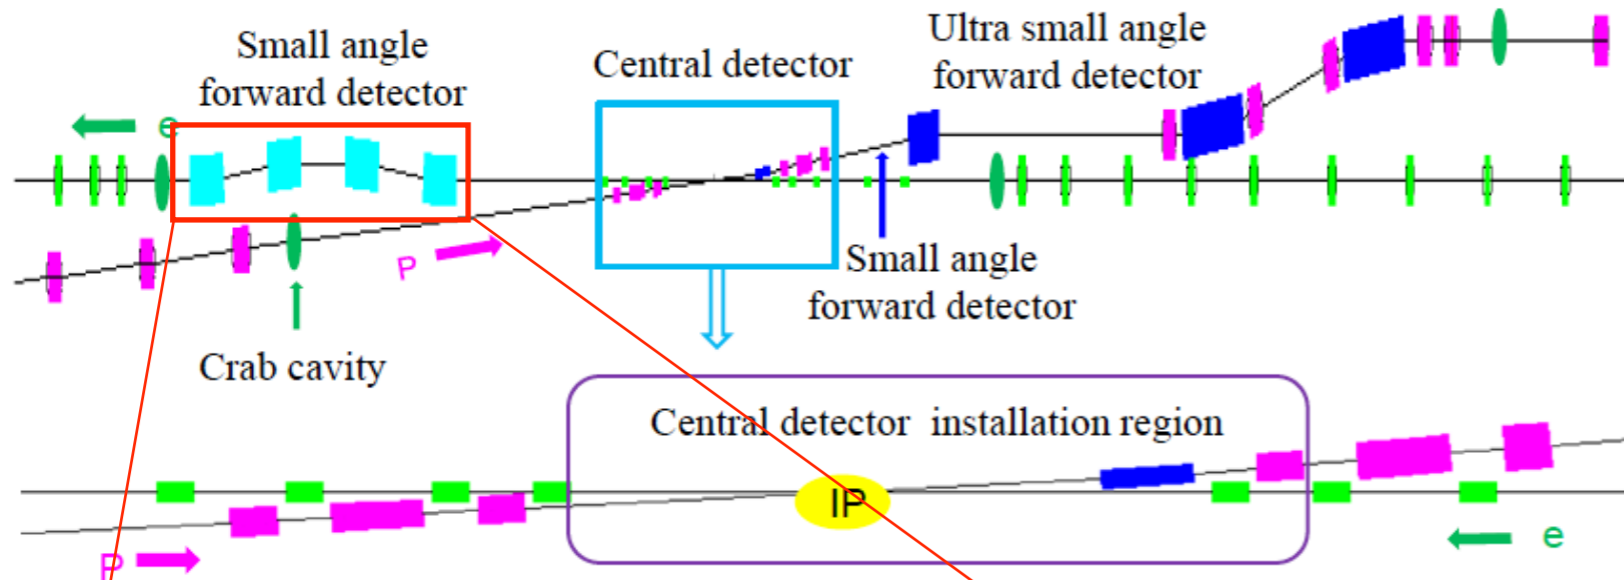 Small angle
forward detector
Central detector
Ultra small angle
forward detector
e
P
Small angle
forward detector
Crab cavity
Central detector installation region
IP
P
e